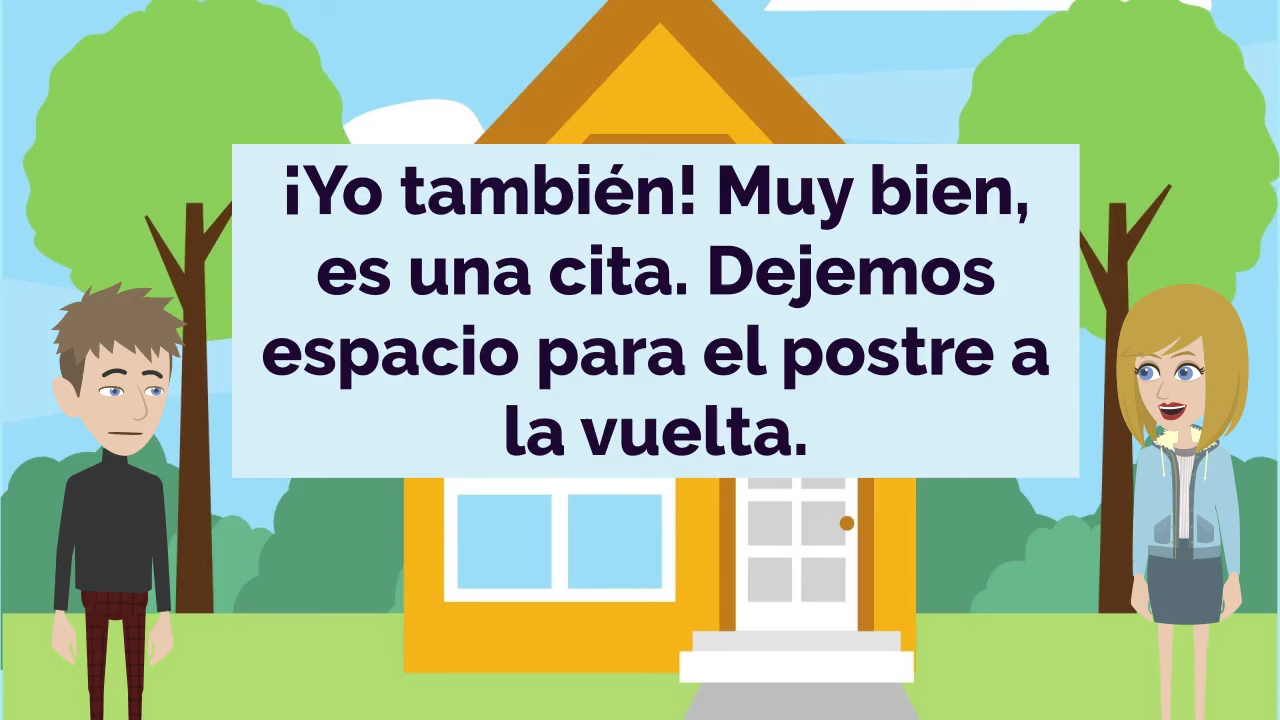 ¡Yo también! Muy bien,
es una cita. Dejemos
espacio para el postre a
la vuelta.